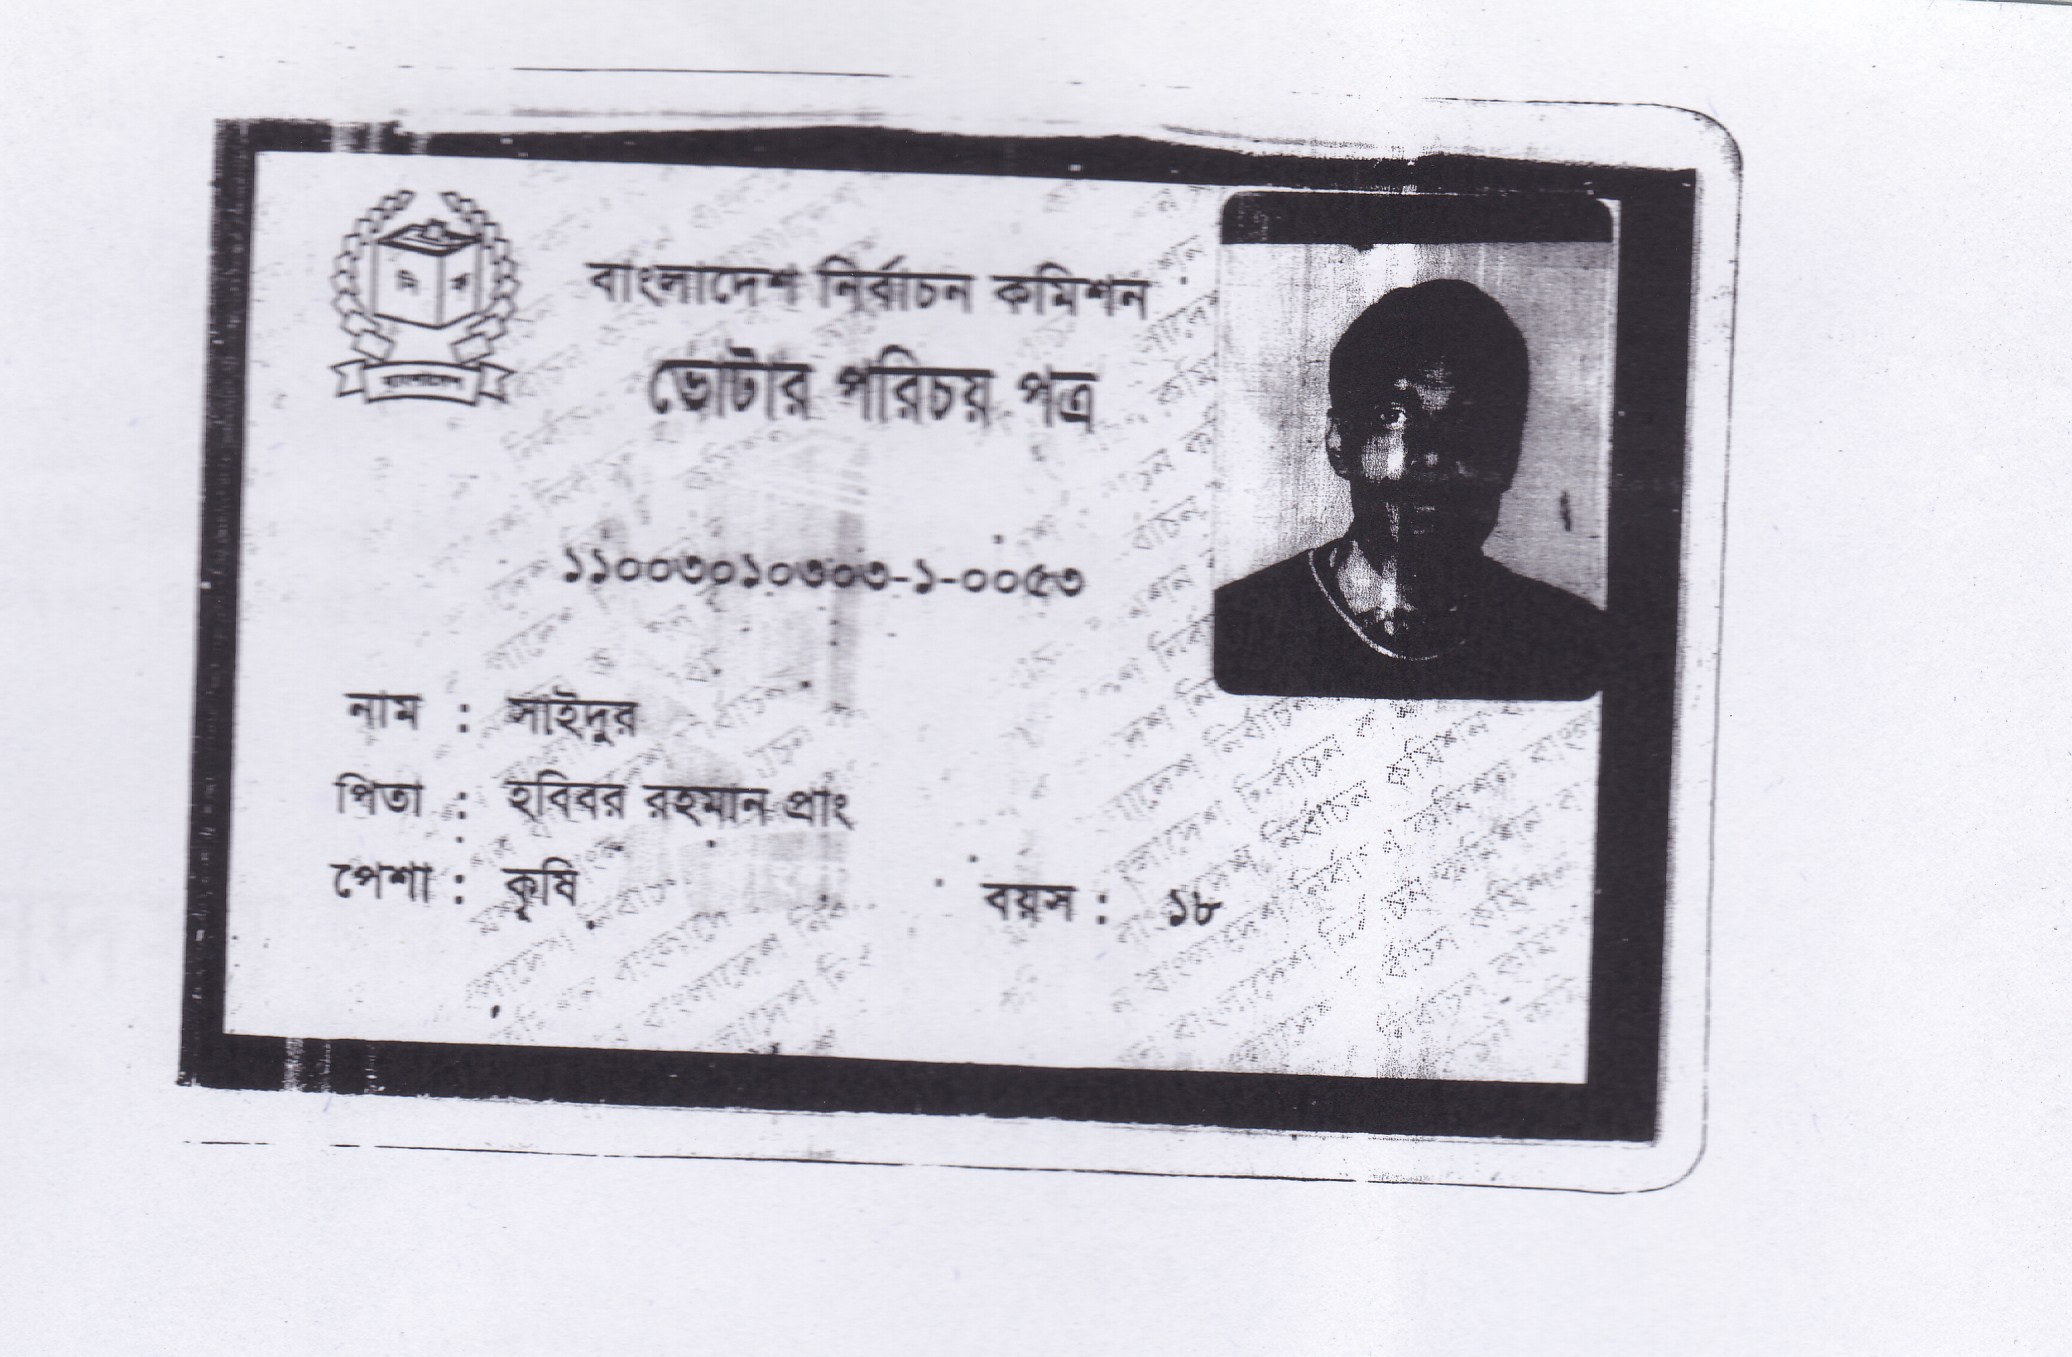 বাংলাদেশ
বাংলাদেশ নির্বাচন কমিশন
ভোটার পরিচয় পত্র
১১০০৩০১০৩০৩-১-০০৫৩
নাম : সাইদুর
পিতা : হবিবর রহমান প্রাং
পেশা : কৃষি
বয়স : ১৮